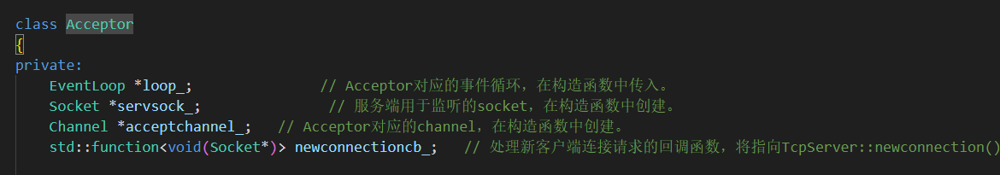 class Acceptor
{
private:
    EventLoop *loop_;               // Acceptor对应的事件循环，在构造函数中传入。
    Socket *servsock_;               // 服务端用于监听的socket，在构造函数中创建。
    Channel *acceptchannel_;   // Acceptor对应的channel，在构造函数中创建。
    std::function<void(Socket*)> newconnectioncb_;   // 处理新客户端连接请求的回调函数，将指向TcpServer::newconnection()